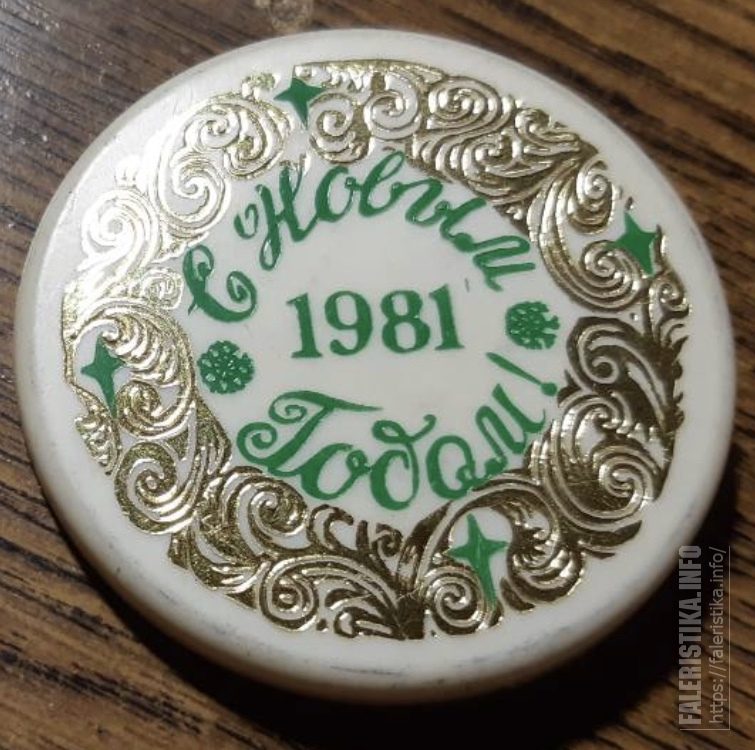 С Новым
1981
Годом!
FALERISTIKA.INFO
https://faleristika.info/